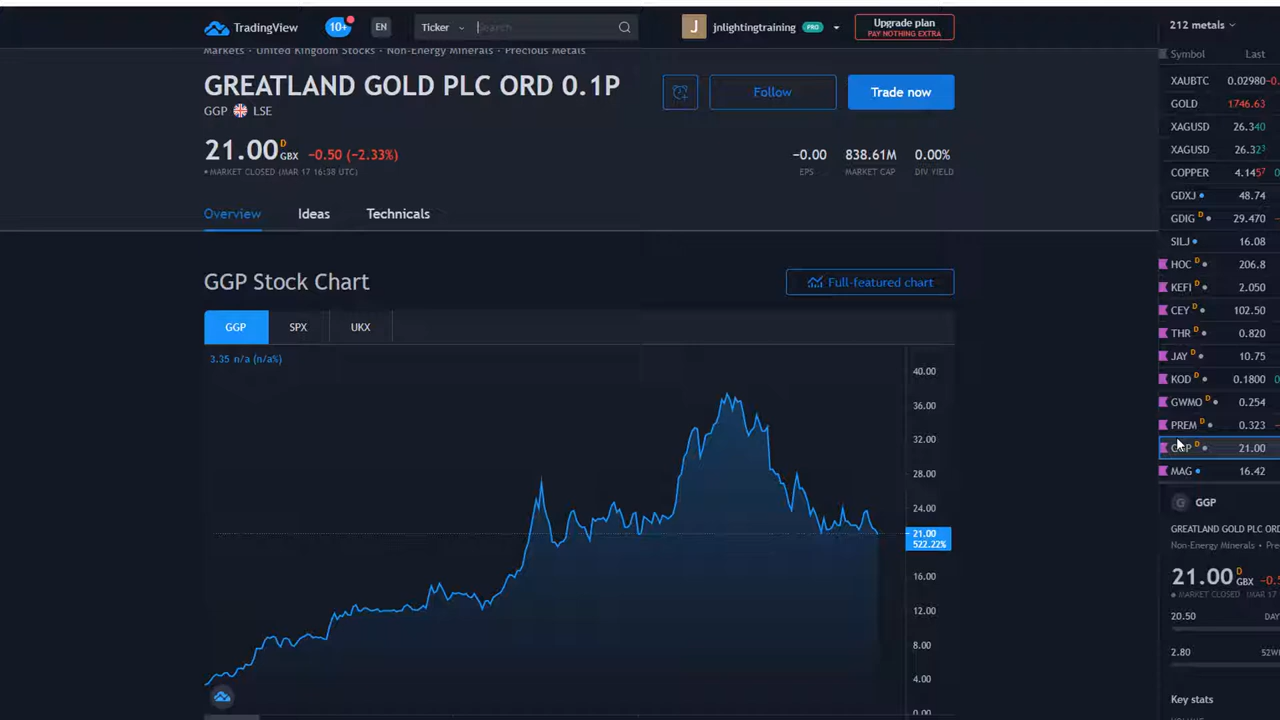 TradingView
10+
EN
Ticker
Search
J
jnlightingtraining
PRO
Upgrade plan
PAY NOTHING EXTRA
Markets · United Kingdom Stocks · Non-Energy Minerals · Precious Metals
GREATLAND GOLD PLC ORD 0.1P
GGP LSE
Follow
Trade now
21.00 D GBX −0.50 (−2.33%)
MARKET CLOSED (MAR 17 16:38 UTC)
−0.00 838.61M 0.00%
EPS MARKET CAP DIV YIELD
Overview Ideas Technicals
GGP Stock Chart
Full-featured chart
GGP SPX UKX
3.35 n/a (n/a%)
40.00
36.00
32.00
28.00
24.00
21.00
522.22%
16.00
12.00
8.00
4.00
0.00
212 metals
Symbol Last
XAUBTC 0.02980
GOLD 1746.63
XAGUSD 26.340
XAGUSD 26.323
COPPER 4.1457
GDXJ 48.74
GDIG D 29.470
SILJ 16.08
HOC D 206.8
KEFI D 2.050
CEY D 102.50
THR D 0.820
JAY D 10.75
KOD D 0.1800
GWMO D 0.254
PREM D 0.323
GGP D 21.00
MAG 16.42
G GGP
GREATLAND GOLD PLC ORD
Non-Energy Minerals
21.00 D GBX
MARKET CLOSED (MAR 17
20.50
2.80
Key stats